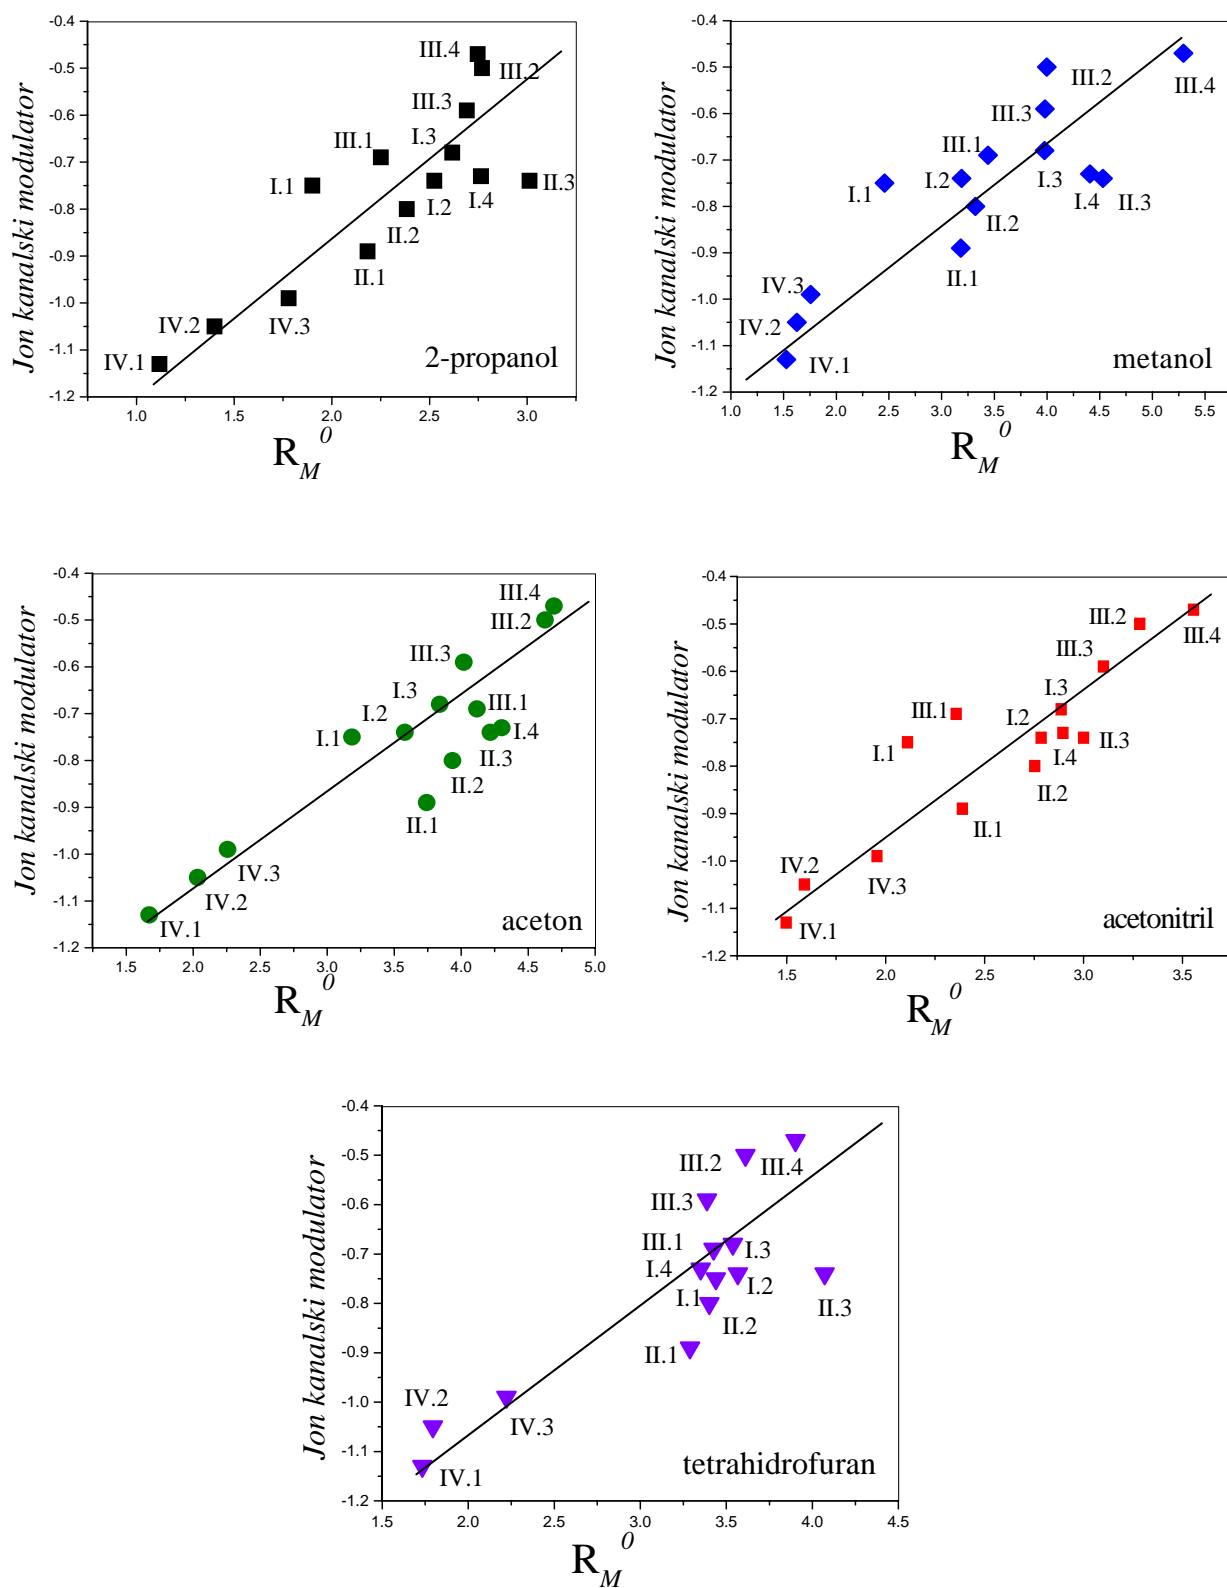 -0.4
-0.5
-0.6
-0.7
-0.8
-0.9
-1.0
-1.1
-1.2
Jon kanalski modulator
III.4
III.2
III.3
I.3
III.1
I.1
II.3
I.4
I.2
II.2
II.1
IV.3
IV.2
IV.1
2-propanol
1.0 1.5 2.0 2.5 3.0
R_M^0
-0.4
-0.5
-0.6
-0.7
-0.8
-0.9
-1.0
-1.1
-1.2
Jon kanalski modulator
III.2
III.4
III.3
III.1
I.2
I.3
I.1
I.4
II.3
II.2
II.1
IV.3
IV.2
IV.1
metanol
1.0 1.5 2.0 2.5 3.0 3.5 4.0 4.5 5.0 5.5
R_M^0
-0.4
-0.5
-0.6
-0.7
-0.8
-0.9
-1.0
-1.1
-1.2
Jon kanalski modulator
III.4
III.2
III.3
I.3
III.1
I.2
I.1
I.4
II.3
II.2
II.1
IV.3
IV.2
IV.1
aceton
1.5 2.0 2.5 3.0 3.5 4.0 4.5 5.0
R_M^0
-0.4
-0.5
-0.6
-0.7
-0.8
-0.9
-1.0
-1.1
-1.2
Jon kanalski modulator
III.2
III.4
III.3
I.3
III.1
I.2
I.1
II.3
I.4
II.2
II.1
IV.2
IV.3
IV.1
acetonitril
1.5 2.0 2.5 3.0 3.5
R_M^0
-0.4
-0.5
-0.6
-0.7
-0.8
-0.9
-1.0
-1.1
-1.2
Jon kanalski modulator
III.2
III.4
III.3
III.1
I.3
I.4
I.1
I.2
II.3
II.2
II.1
IV.2
IV.3
IV.1
tetrahidrofuran
1.5 2.0 2.5 3.0 3.5 4.0 4.5
R_M^0